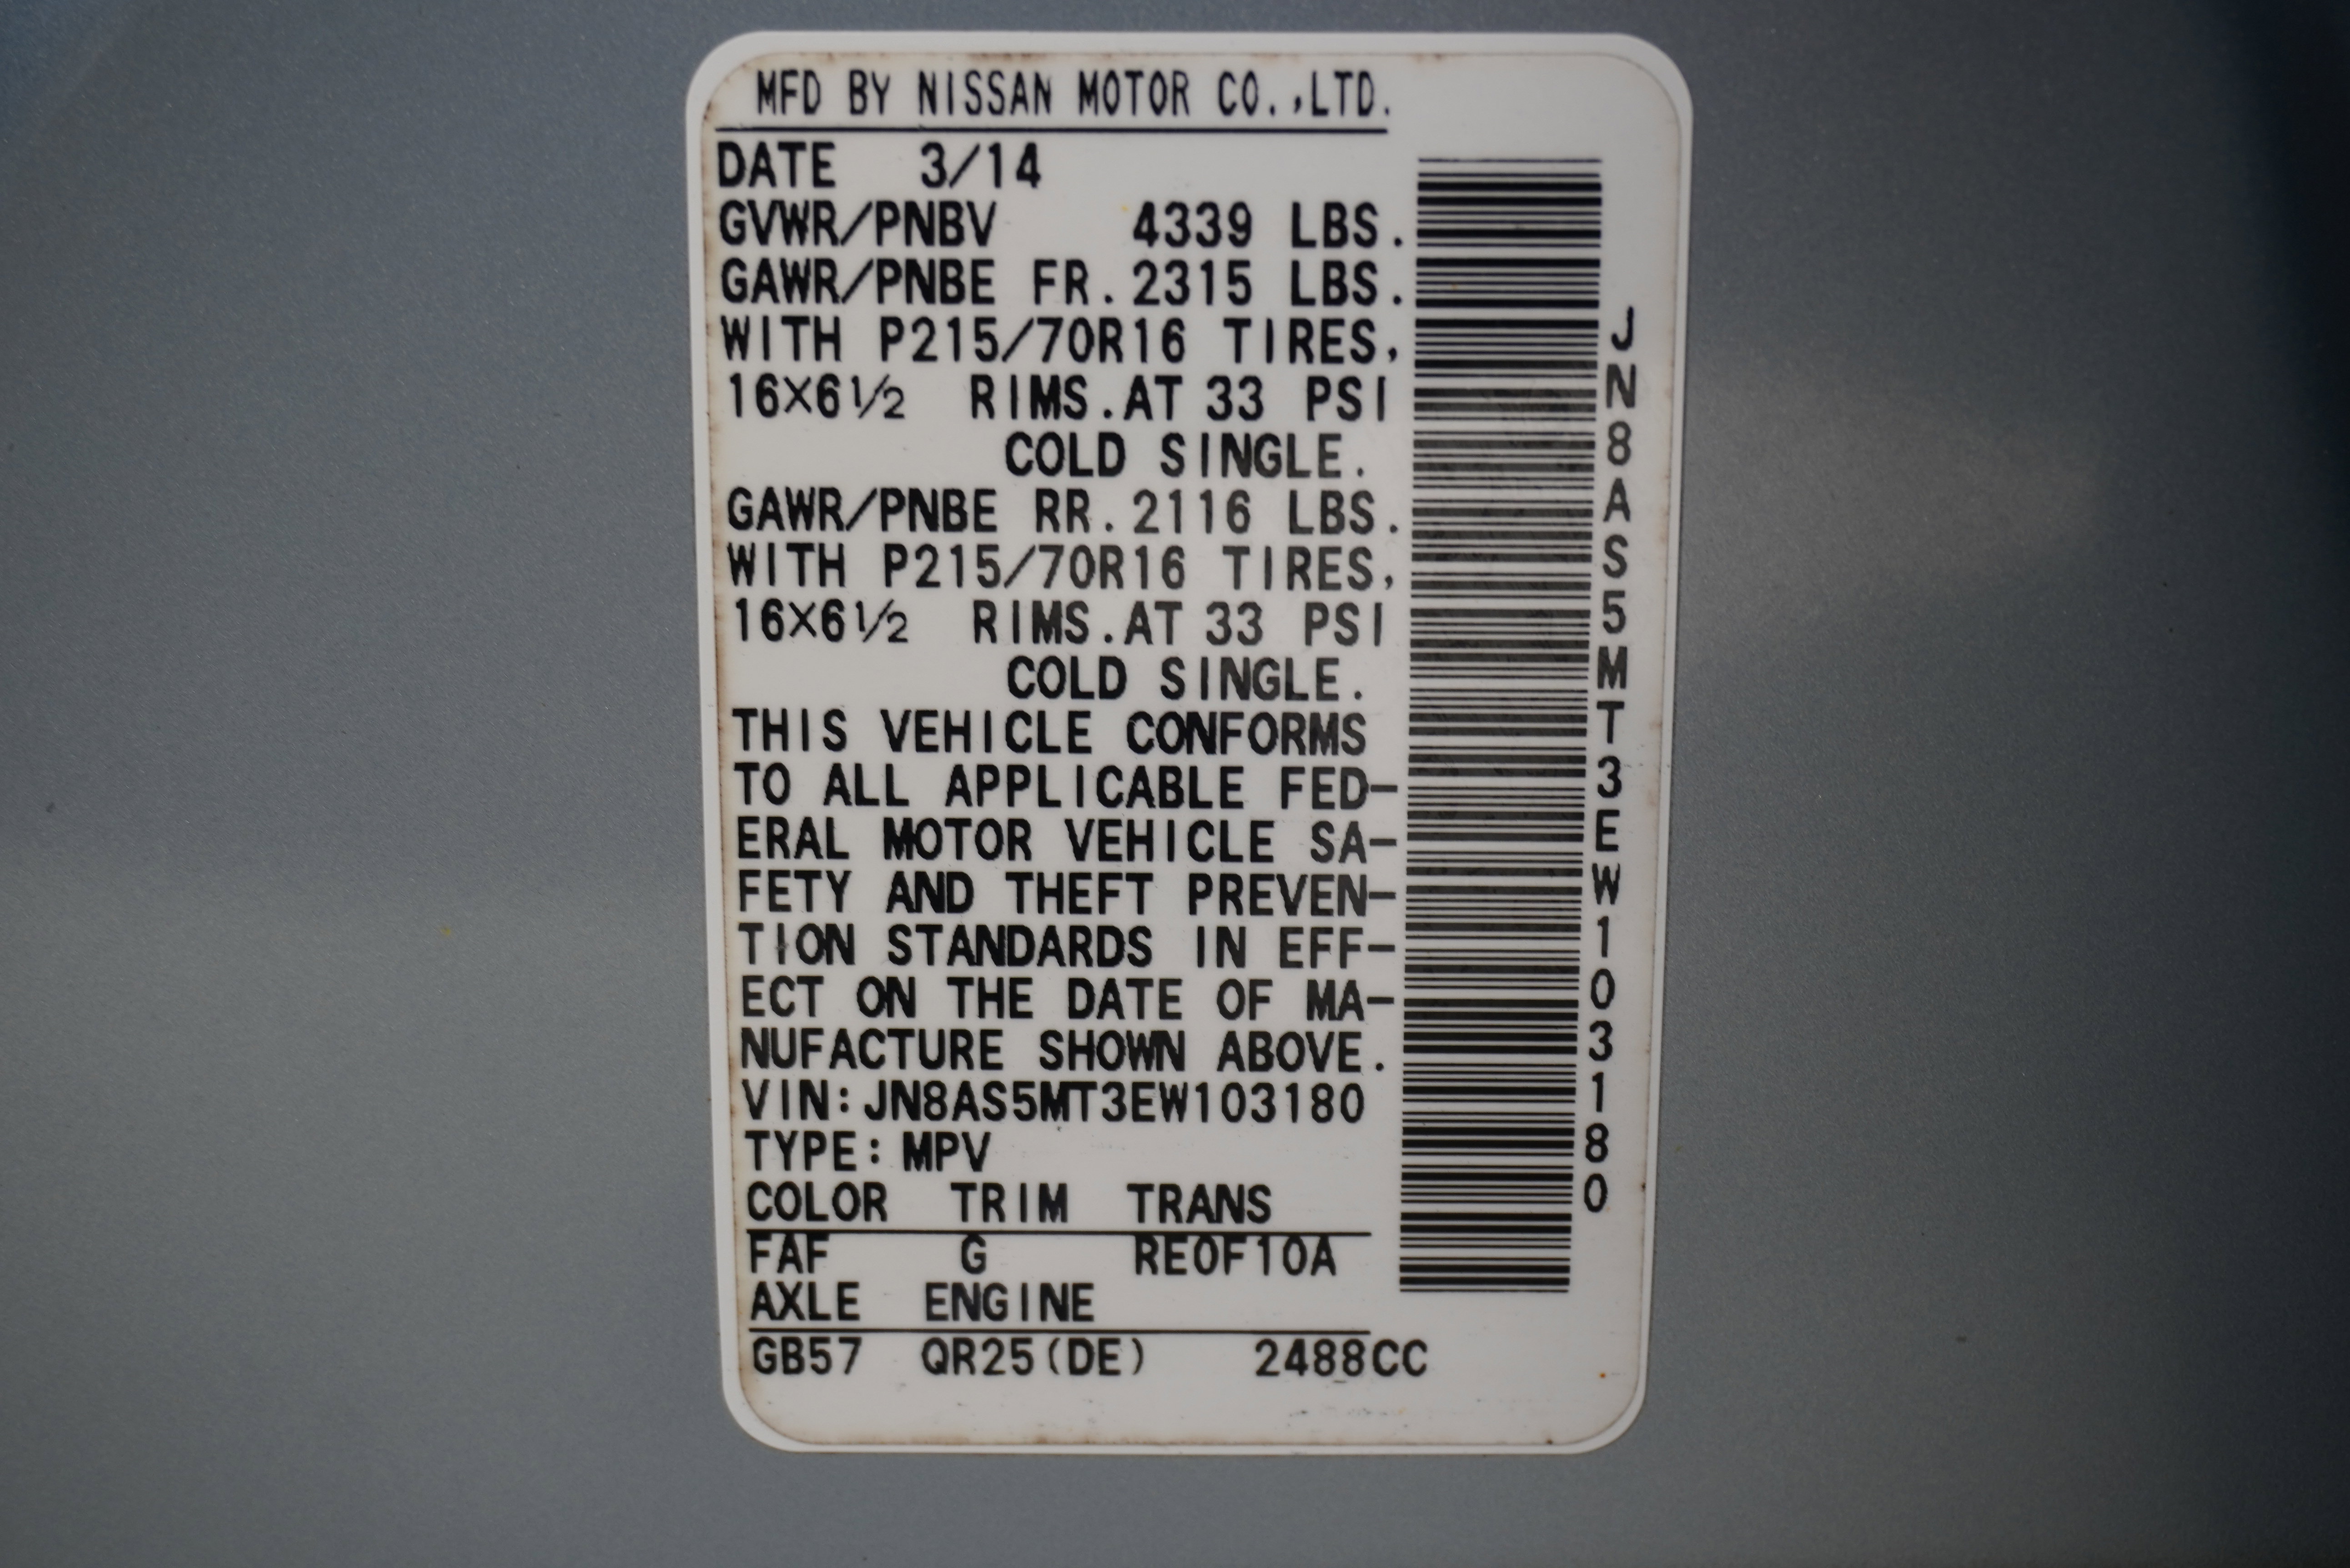 MFD BY NISSAN MOTOR CO.,LTD.
DATE 3/14
GVWR/PNBV 4339 LBS.
GAWR/PNBE FR.2315 LBS.
WITH P215/70R16 TIRES,
16×6½ RIMS.AT 33 PSI
COLD SINGLE.
GAWR/PNBE RR.2116 LBS.
WITH P215/70R16 TIRES,
16×6½ RIMS.AT 33 PSI
COLD SINGLE.
THIS VEHICLE CONFORMS
TO ALL APPLICABLE FED-
ERAL MOTOR VEHICLE SA-
FETY AND THEFT PREVEN-
TION STANDARDS IN EFF-
ECT ON THE DATE OF MA-
NUFACTURE SHOWN ABOVE.
VIN:JN8AS5MT3EW103180
TYPE:MPV
COLOR TRIM TRANS
FAF G RE0F10A
AXLE ENGINE
GB57 QR25(DE) 2488CC
JN8AS5MT3EW103180